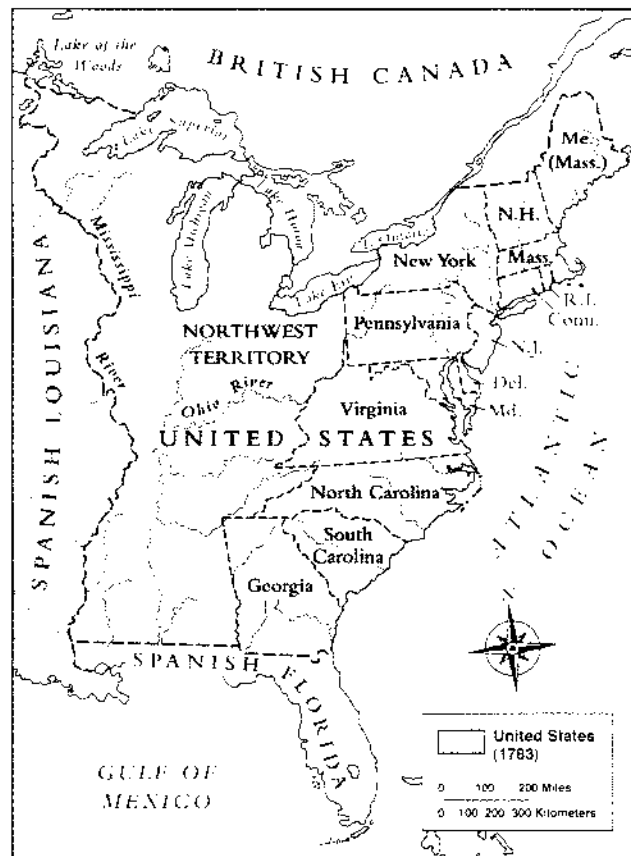 Lake of the
Woods
BRITISH CANADA
Lake Superior
Me.
(Mass.)
Lake Michigan
Lake Huron
N.H.
Mississippi
River
New York
Mass.
Lake Erie
R.I.
Conn.
SPANISH LOUISIANA
NORTHWEST
TERRITORY
Pennsylvania
N.J.
Ohio River
Del.
Md.
Virginia
UNITED STATES
ATLANTIC
OCEAN
North Carolina
South
Carolina
Georgia
N
SPANISH FLORIDA
GULF OF
MEXICO
United States
(1783)
0 100 200 Miles
0 100 200 300 Kilometers